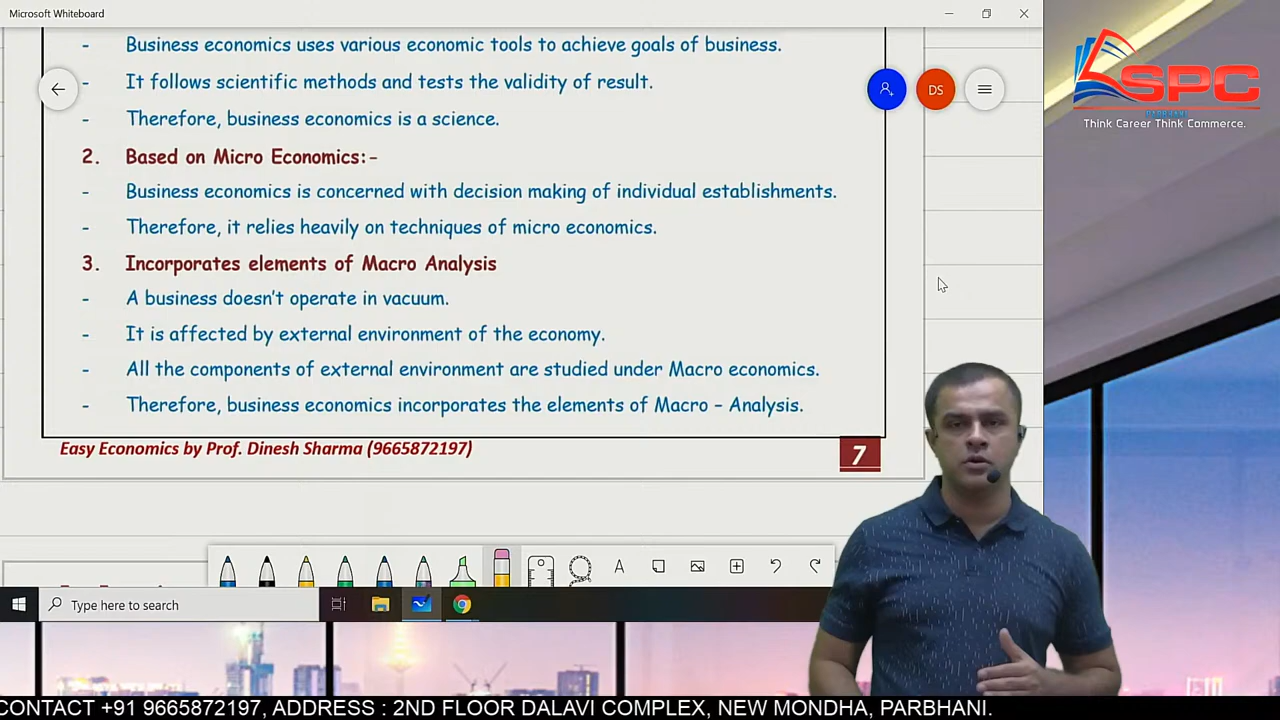 Microsoft Whiteboard
- Business economics uses various economic tools to achieve goals of business.
- It follows scientific methods and tests the validity of result.
- Therefore, business economics is a science.
2. Based on Micro Economics:-
- Business economics is concerned with decision making of individual establishments.
- Therefore, it relies heavily on techniques of micro economics.
3. Incorporates elements of Macro Analysis
- A business doesn't operate in vacuum.
- It is affected by external environment of the economy.
- All the components of external environment are studied under Macro economics.
- Therefore, business economics incorporates the elements of Macro – Analysis.
Easy Economics by Prof. Dinesh Sharma (9665872197)
7
DS
SPC
Think Career Think Commerce.
A
Type here to search
CONTACT +91 9665872197, ADDRESS : 2ND FLOOR DALAVI COMPLEX, NEW MONDHA, PARBHANI.